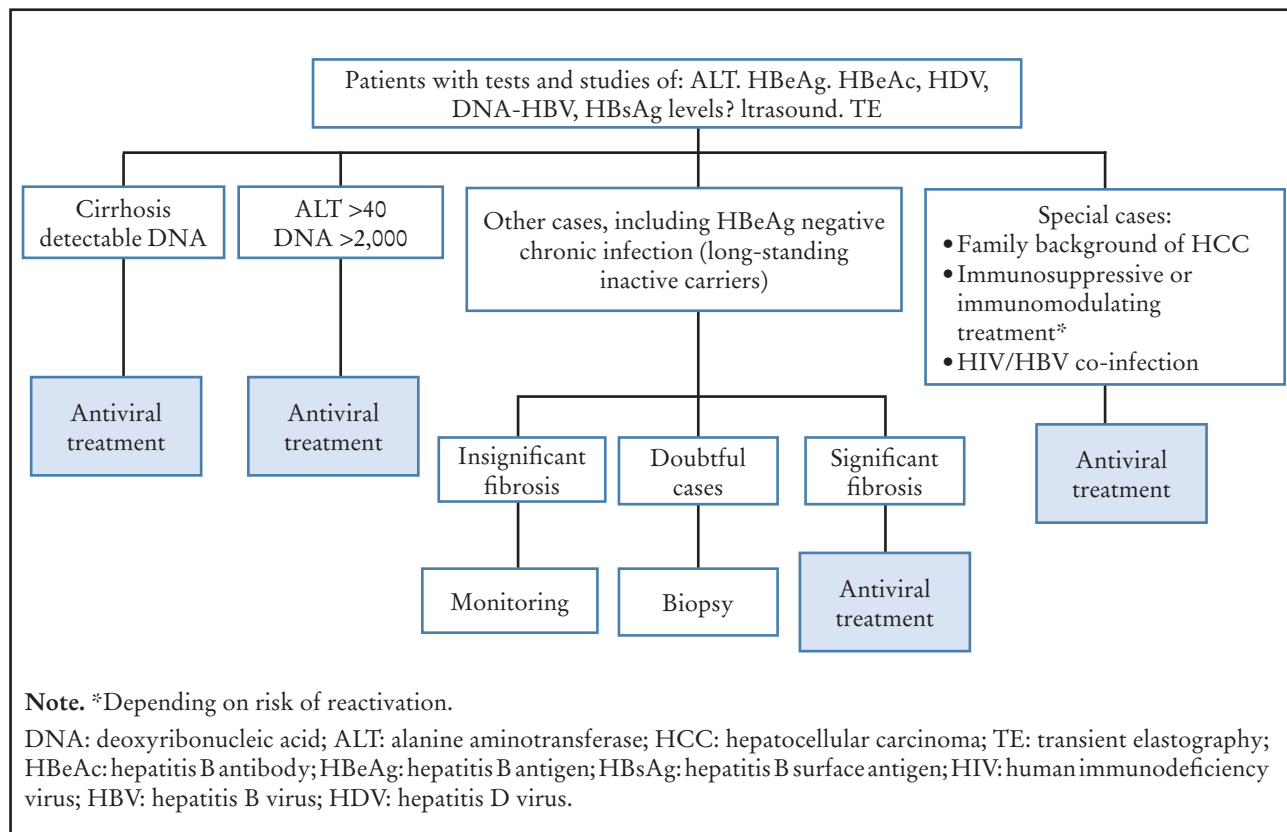 Patients with tests and studies of: ALT. HBeAg. HBeAc, HDV,
DNA-HBV, HBsAg levels? ltrasound. TE
Cirrhosis
detectable DNA
ALT >40
DNA >2,000
Other cases, including HBeAg negative
chronic infection (long-standing
inactive carriers)
Special cases:
• Family background of HCC
• Immunosuppressive or
immunomodulating
treatment*
• HIV/HBV co-infection
Antiviral
treatment
Antiviral
treatment
Insignificant
fibrosis
Doubtful
cases
Significant
fibrosis
Antiviral
treatment
Monitoring
Biopsy
Antiviral
treatment
Note. *Depending on risk of reactivation.
DNA: deoxyribonucleic acid; ALT: alanine aminotransferase; HCC: hepatocellular carcinoma; TE: transient elastography;
HBeAc: hepatitis B antibody; HBeAg: hepatitis B antigen; HBsAg: hepatitis B surface antigen; HIV: human immunodeficiency
virus; HBV: hepatitis B virus; HDV: hepatitis D virus.